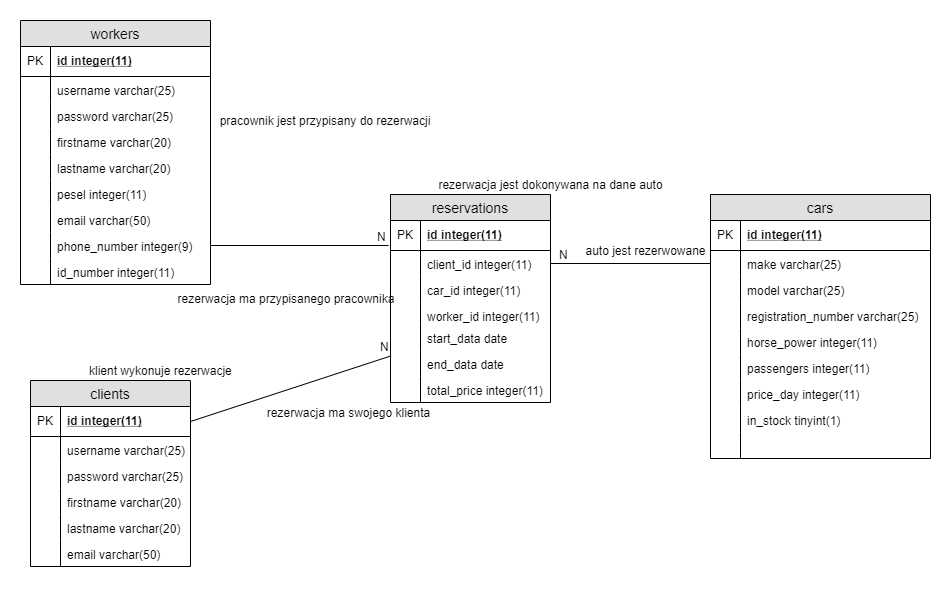 workers
PK id integer(11)
username varchar(25)
password varchar(25)
firstname varchar(20)
lastname varchar(20)
pesel integer(11)
email varchar(50)
phone_number integer(9)
id_number integer(11)
pracownik jest przypisany do rezerwacji
N
rezerwacja ma przypisanego pracownika
rezerwacja jest dokonywana na dane auto
reservations
PK id integer(11)
client_id integer(11)
car_id integer(11)
worker_id integer(11)
start_data date
end_data date
total_price integer(11)
N
auto jest rezerwowane
cars
PK id integer(11)
make varchar(25)
model varchar(25)
registration_number varchar(25)
horse_power integer(11)
passengers integer(11)
price_day integer(11)
in_stock tinyint(1)
N
klient wykonuje rezerwacje
rezerwacja ma swojego klienta
clients
PK id integer(11)
username varchar(25)
password varchar(25)
firstname varchar(20)
lastname varchar(20)
email varchar(50)